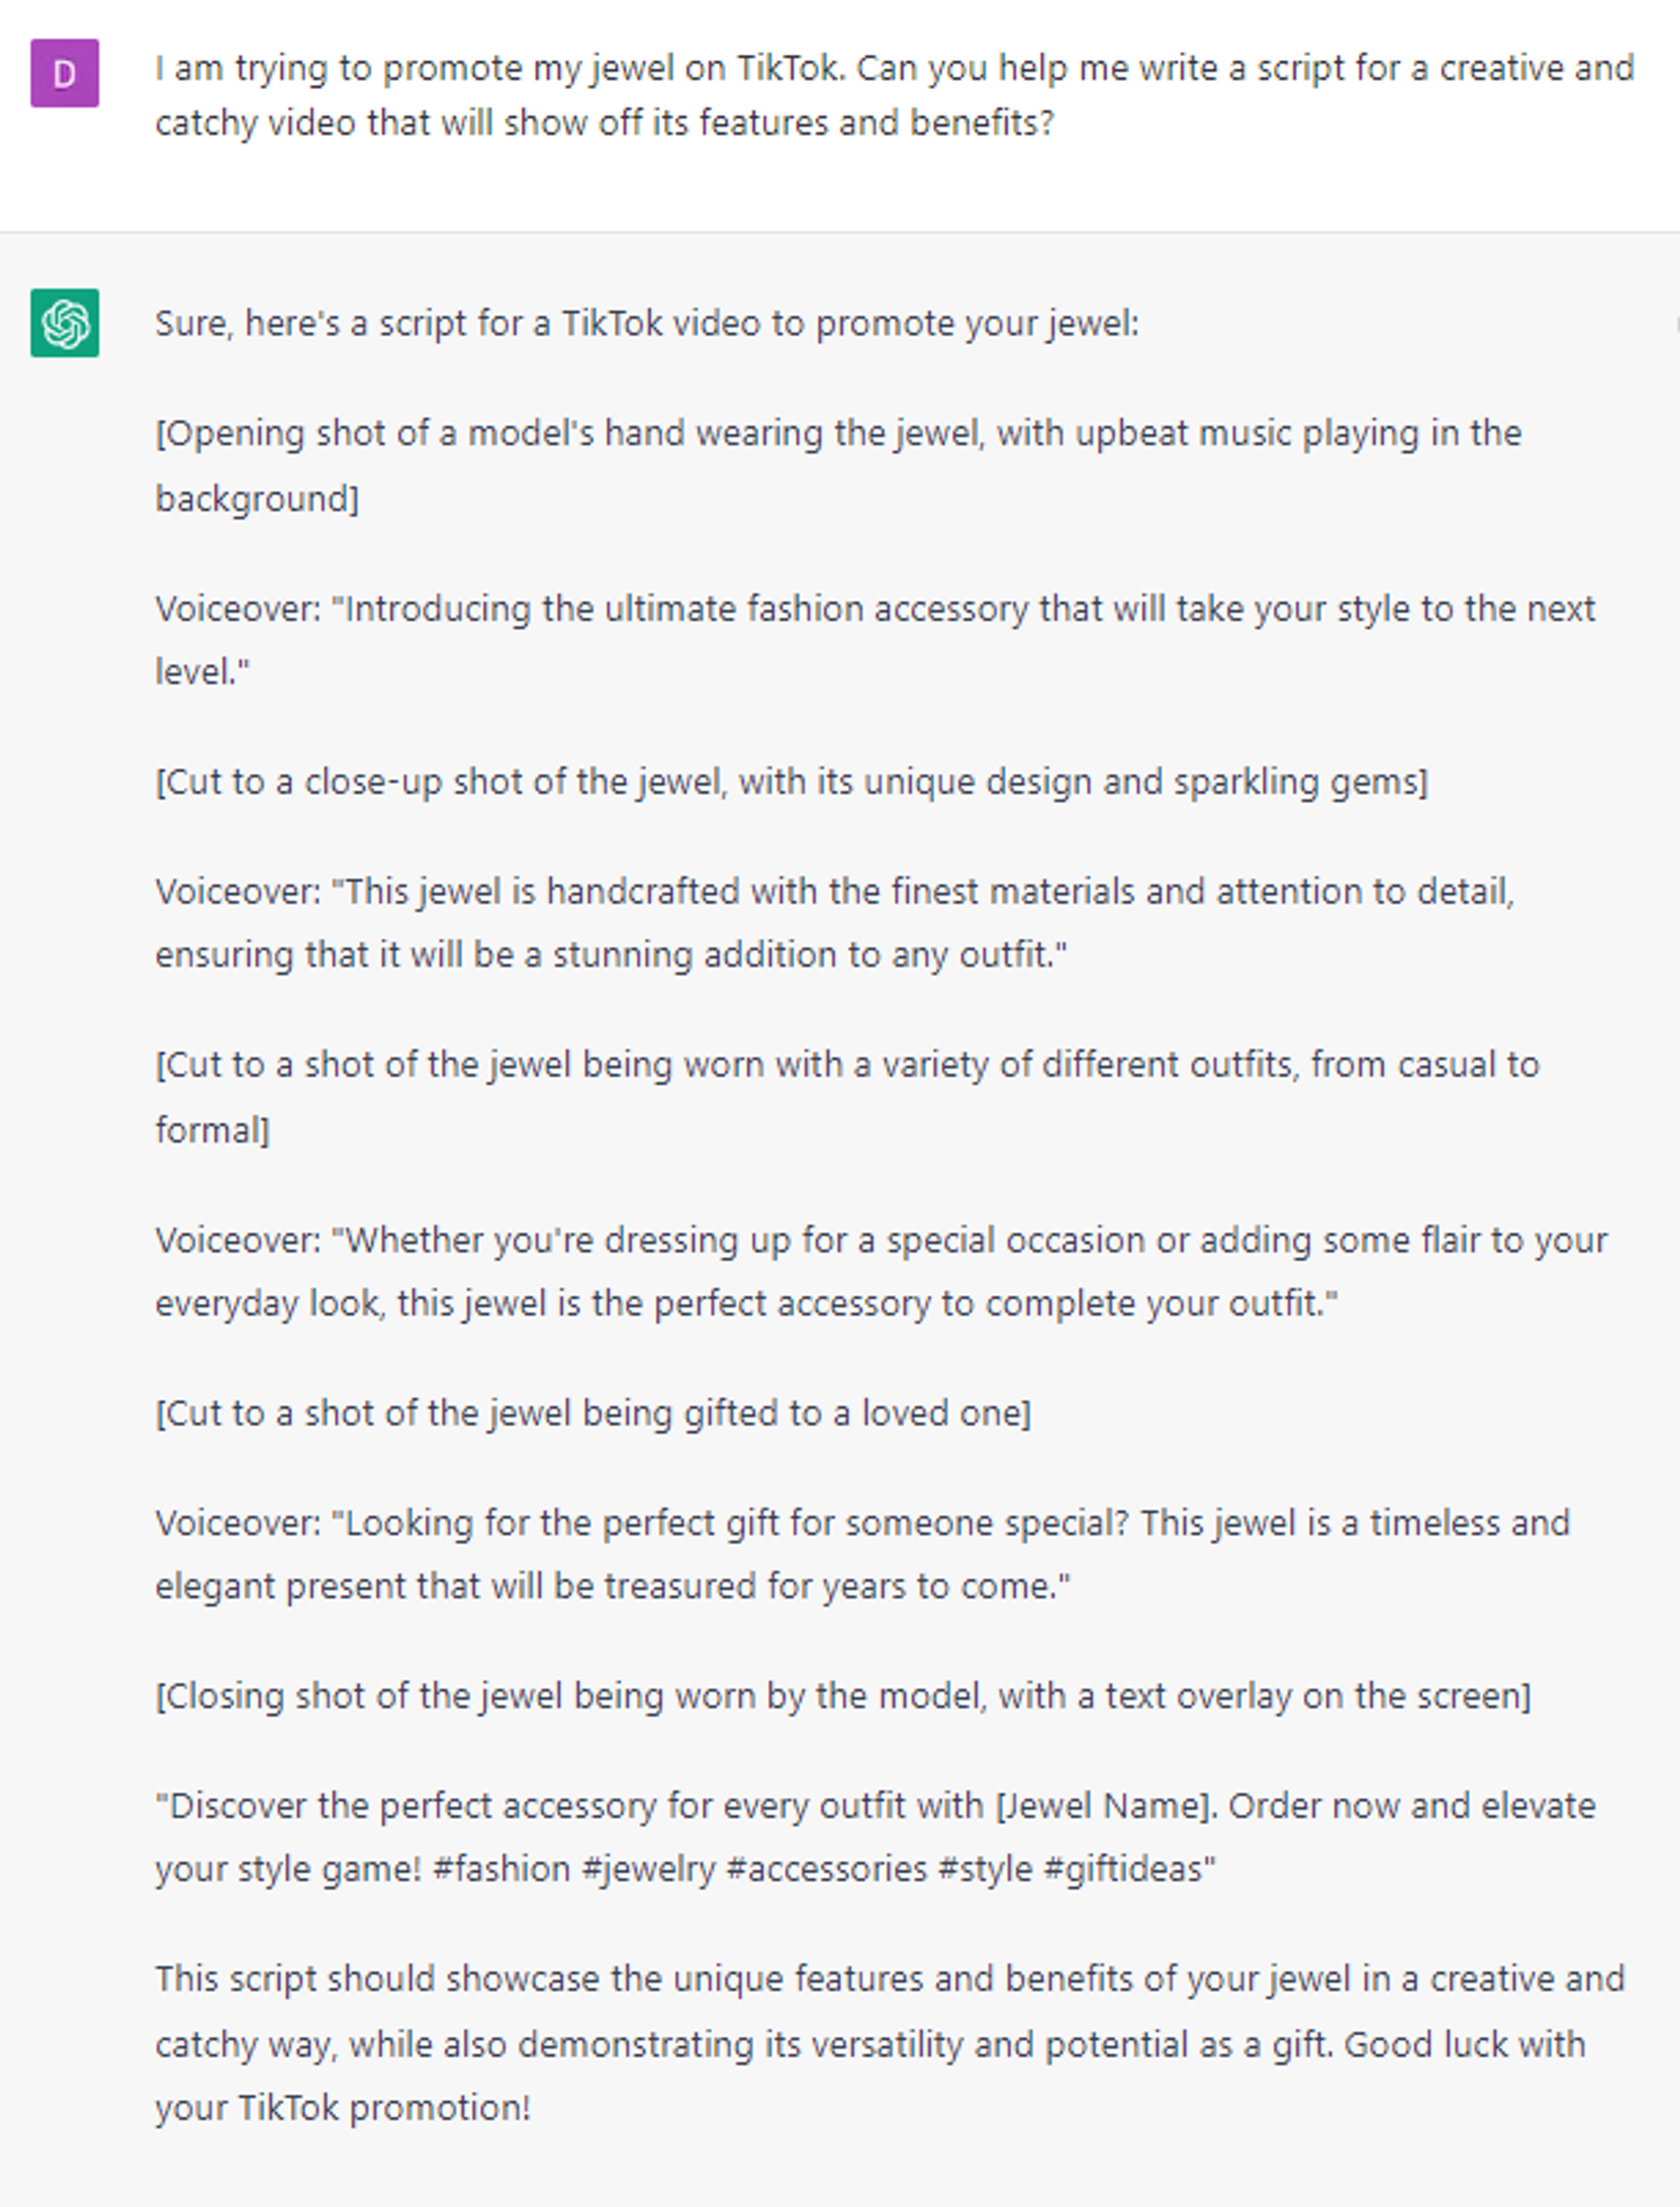 D
I am trying to promote my jewel on TikTok. Can you help me write a script for a creative and
catchy video that will show off its features and benefits?
Sure, here's a script for a TikTok video to promote your jewel:
[Opening shot of a model's hand wearing the jewel, with upbeat music playing in the
background]
Voiceover: "Introducing the ultimate fashion accessory that will take your style to the next
level."
[Cut to a close-up shot of the jewel, with its unique design and sparkling gems]
Voiceover: "This jewel is handcrafted with the finest materials and attention to detail,
ensuring that it will be a stunning addition to any outfit."
[Cut to a shot of the jewel being worn with a variety of different outfits, from casual to
formal]
Voiceover: "Whether you're dressing up for a special occasion or adding some flair to your
everyday look, this jewel is the perfect accessory to complete your outfit."
[Cut to a shot of the jewel being gifted to a loved one]
Voiceover: "Looking for the perfect gift for someone special? This jewel is a timeless and
elegant present that will be treasured for years to come."
[Closing shot of the jewel being worn by the model, with a text overlay on the screen]
"Discover the perfect accessory for every outfit with [Jewel Name]. Order now and elevate
your style game! #fashion #jewelry #accessories #style #giftideas"
This script should showcase the unique features and benefits of your jewel in a creative and
catchy way, while also demonstrating its versatility and potential as a gift. Good luck with
your TikTok promotion!